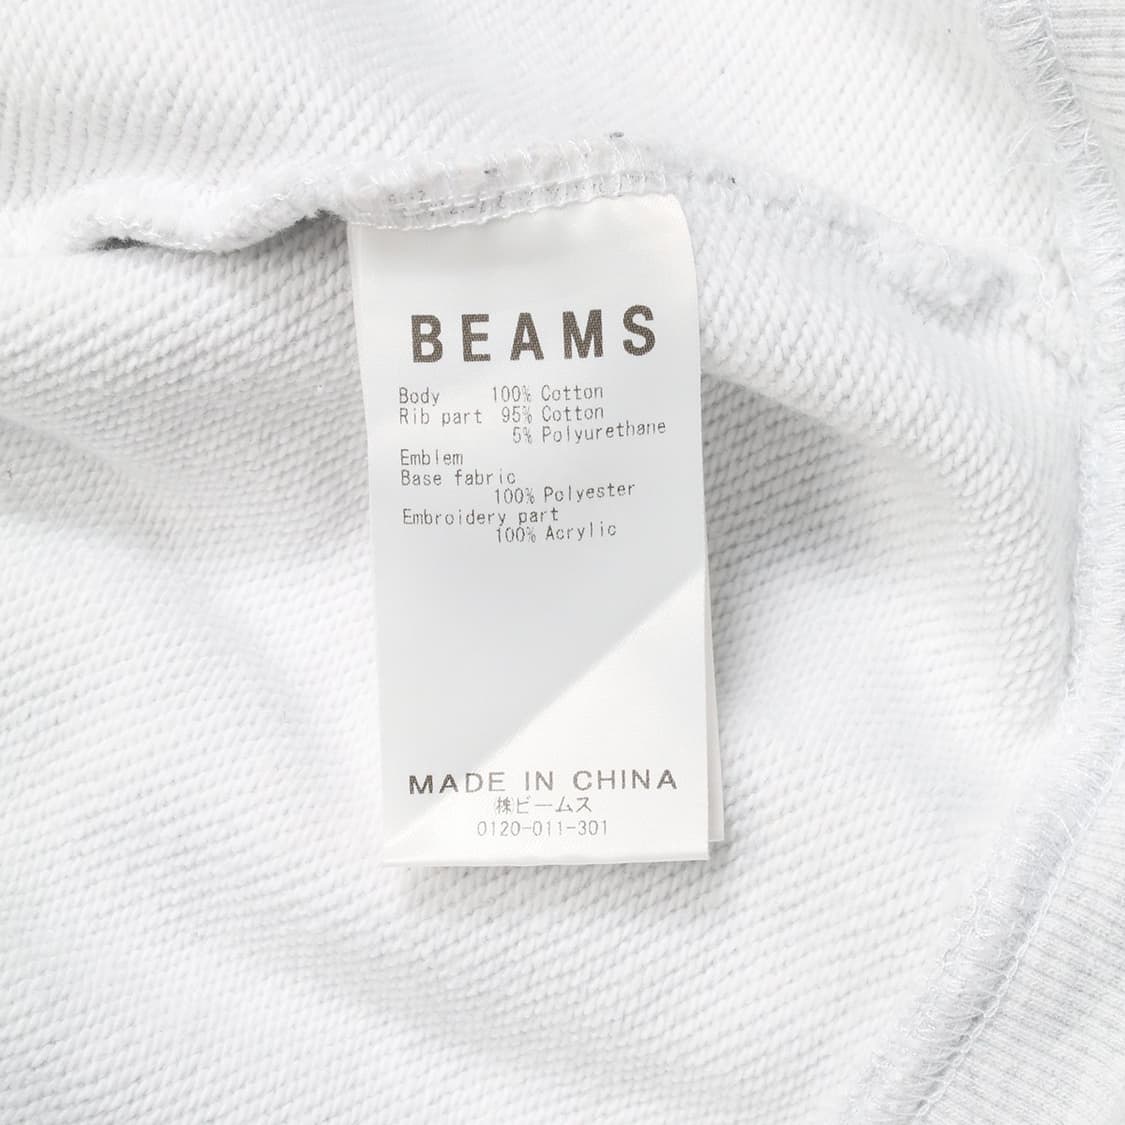 BEAMS
Body 100% Cotton
Rib part 95% Cotton
5% Polyurethane
Emblem
Base fabric
100% Polyester
Embroidery part
100% Acrylic
MADE IN CHINA
㈱ビームス
0120-011-301